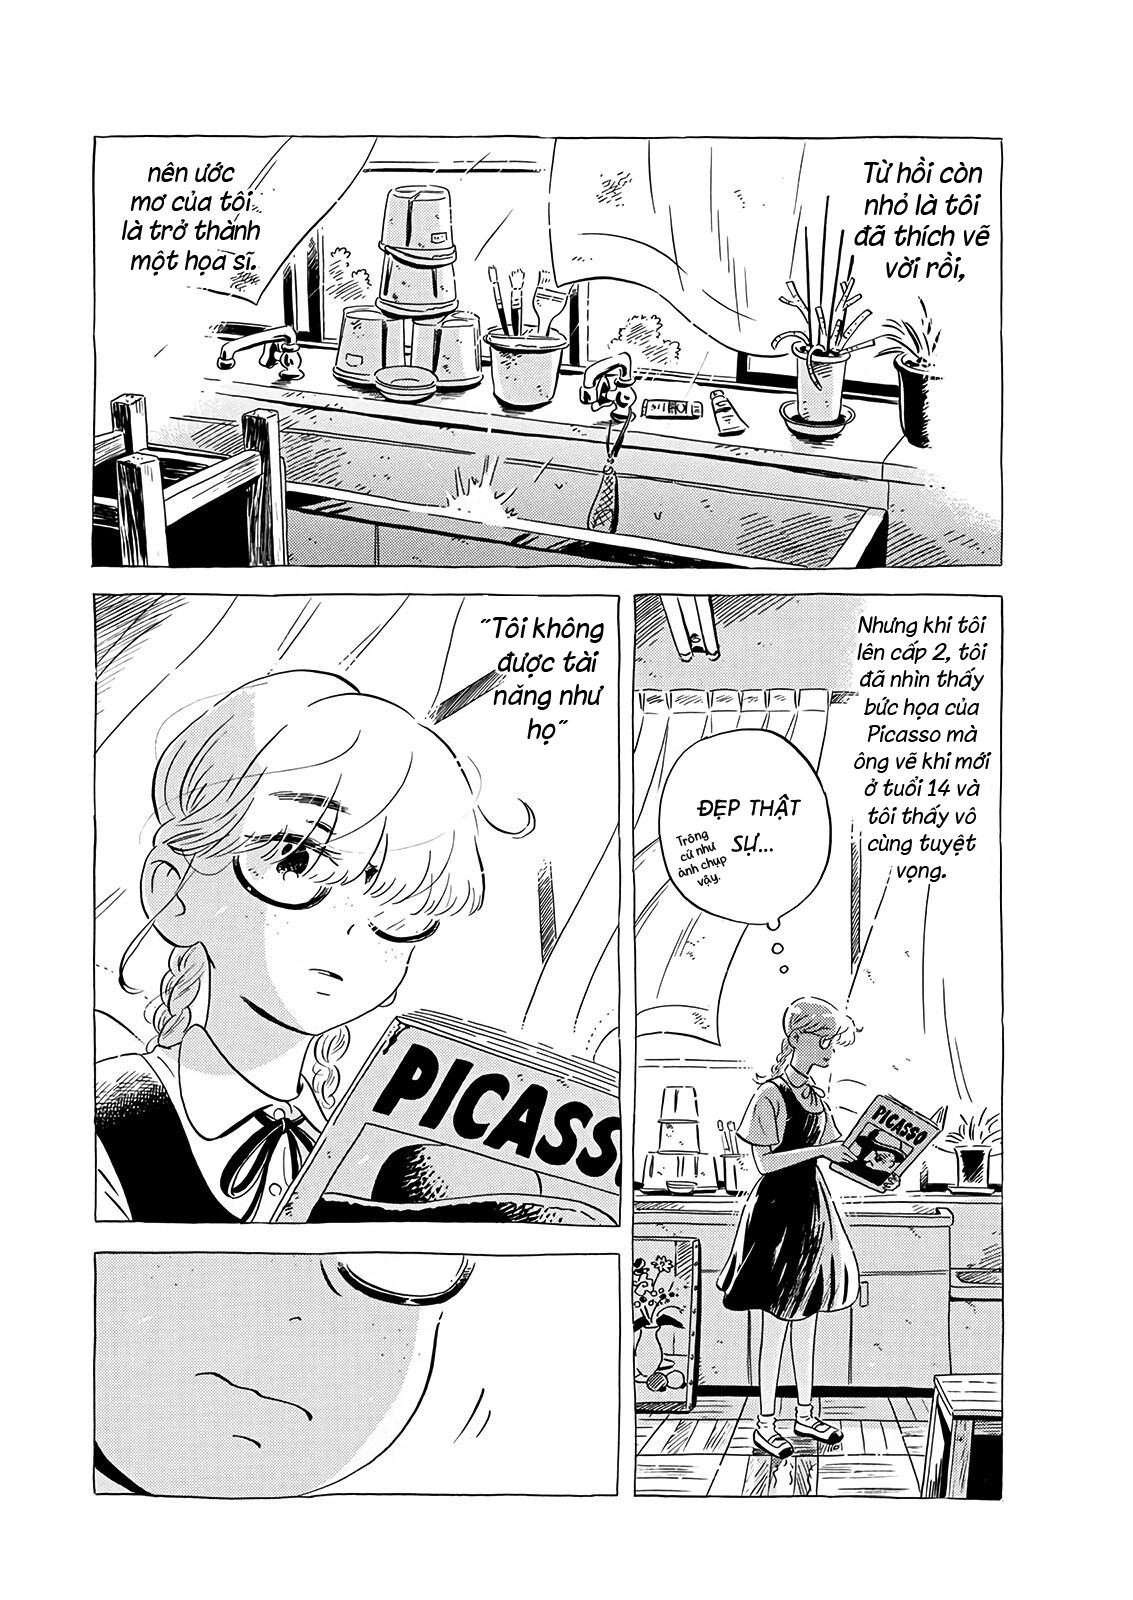 Từ hồi còn
nhỏ là tôi
đã thích vẽ
vời rồi,
nên ước
mơ của tôi
là trở thành
một họa sĩ.
Nhưng khi tôi
lên cấp 2, tôi
đã nhìn thấy
bức họa của
Picasso mà
ông vẽ khi mới
ở tuổi 14 và
tôi thấy vô
cùng tuyệt
vọng.
ĐẸP THẬT
SỰ...
Trông
cứ như
ảnh chụp
vậy.
PICASSO
"Tôi không
được tài
năng như
họ"
PICASSO